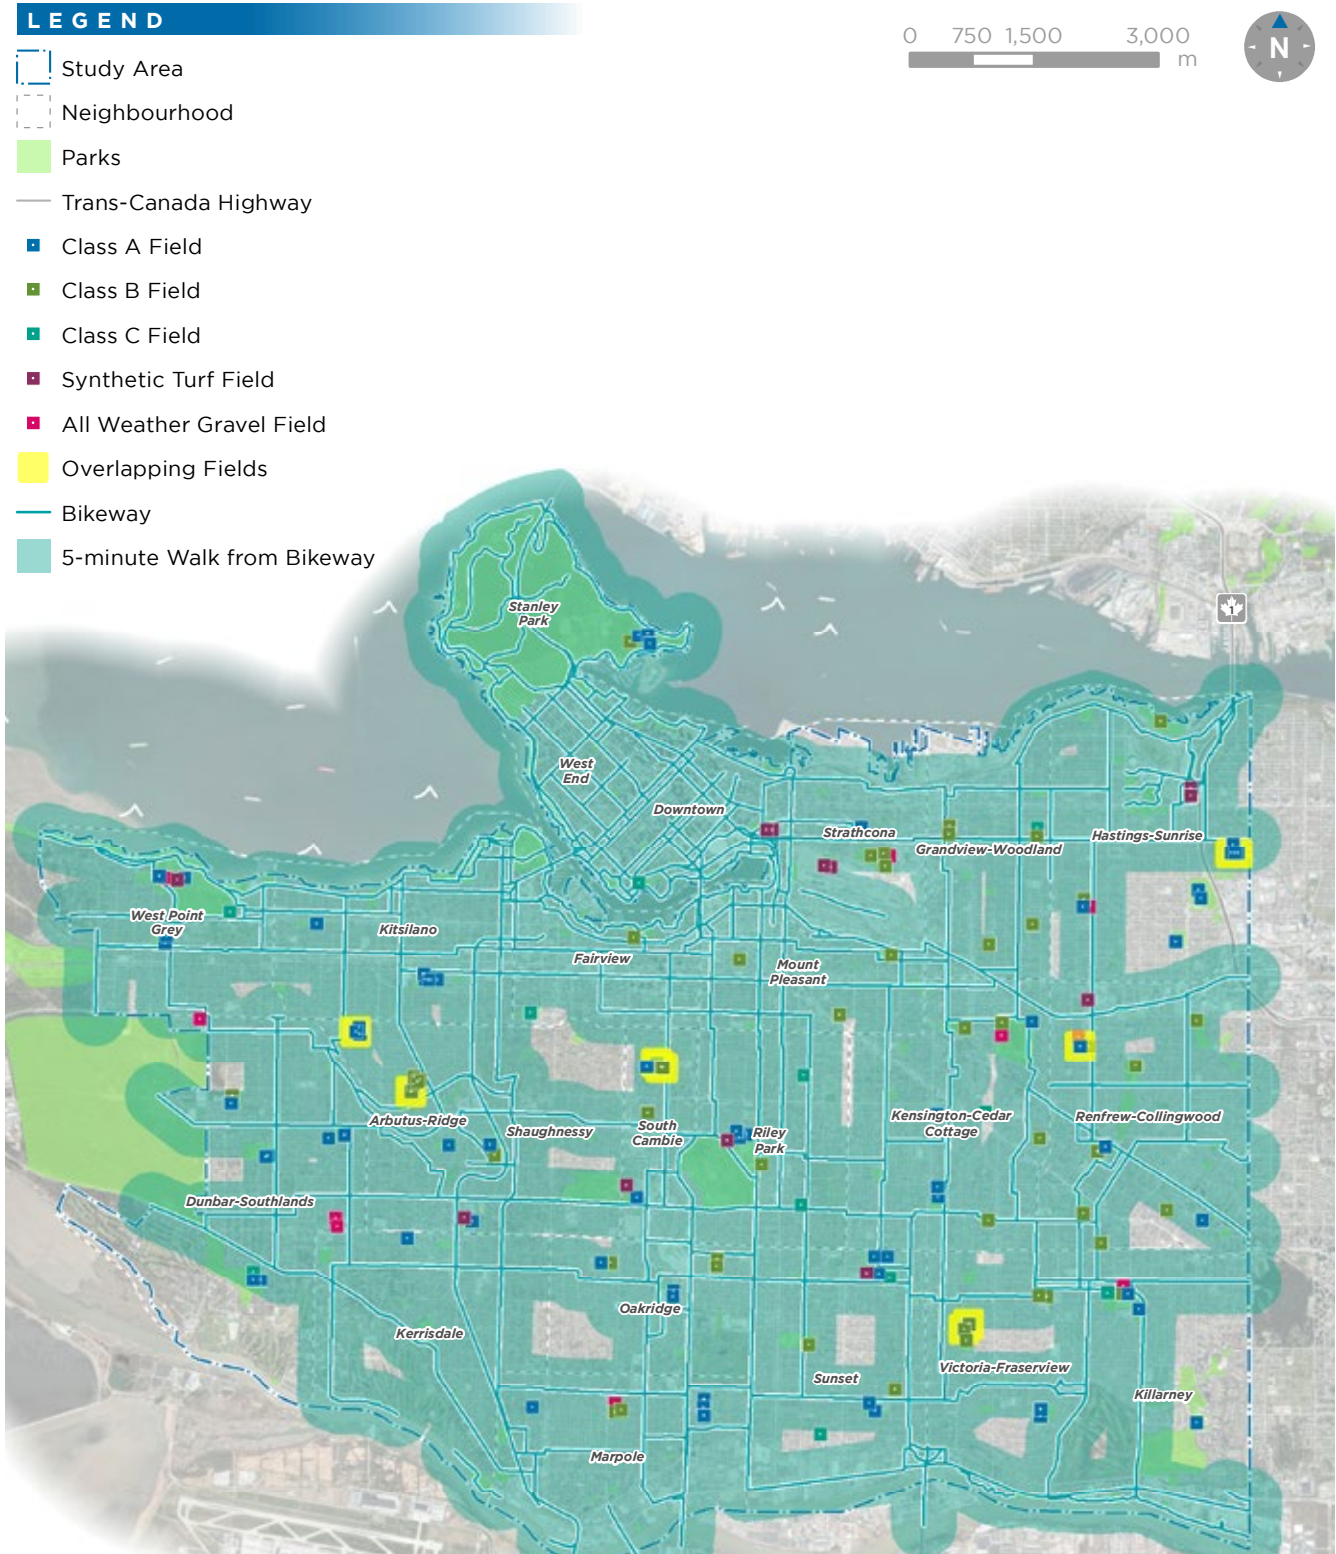 LEGEND
Study Area
Neighbourhood
Parks
Trans-Canada Highway
Class A Field
Class B Field
Class C Field
Synthetic Turf Field
All Weather Gravel Field
Overlapping Fields
Bikeway
5-minute Walk from Bikeway
0 750 1,500 3,000
m
N
1
Stanley
Park
West
End
Downtown
Strathcona
Hastings-Sunrise
Grandview-Woodland
West Point
Grey
Kitsilano
Fairview
Mount
Pleasant
Arbutus-Ridge
Shaughnessy
South
Cambie
Riley
Park
Kensington-Cedar
Cottage
Renfrew-Collingwood
Dunbar-Southlands
Oakridge
Kerrisdale
Sunset
Victoria-Fraserview
Killarney
Marpole